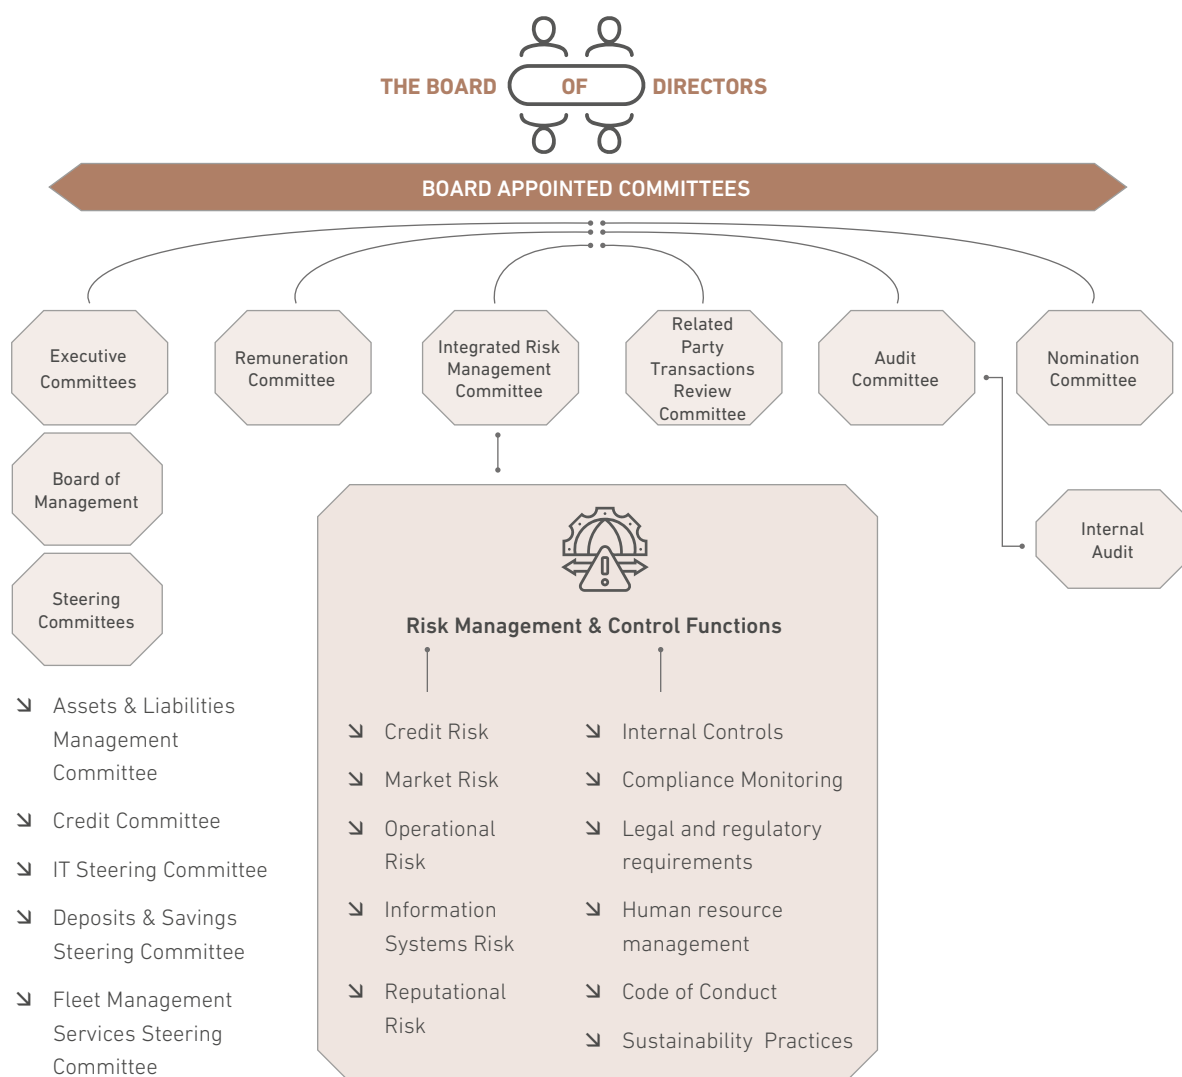 THE BOARD OF DIRECTORS
BOARD APPOINTED COMMITTEES
Executive
Committees
Remuneration
Committee
Integrated Risk
Management
Committee
Related
Party
Transactions
Review
Committee
Audit
Committee
Nomination
Committee
Board of
Management
Internal
Audit
Steering
Committees
Assets & Liabilities
Management
Committee
Credit Committee
IT Steering Committee
Deposits & Savings
Steering Committee
Fleet Management
Services Steering
Committee
Risk Management & Control Functions
Credit Risk
Market Risk
Operational
Risk
Information
Systems Risk
Reputational
Risk
Internal Controls
Compliance Monitoring
Legal and regulatory
requirements
Human resource
management
Code of Conduct
Sustainability Practices